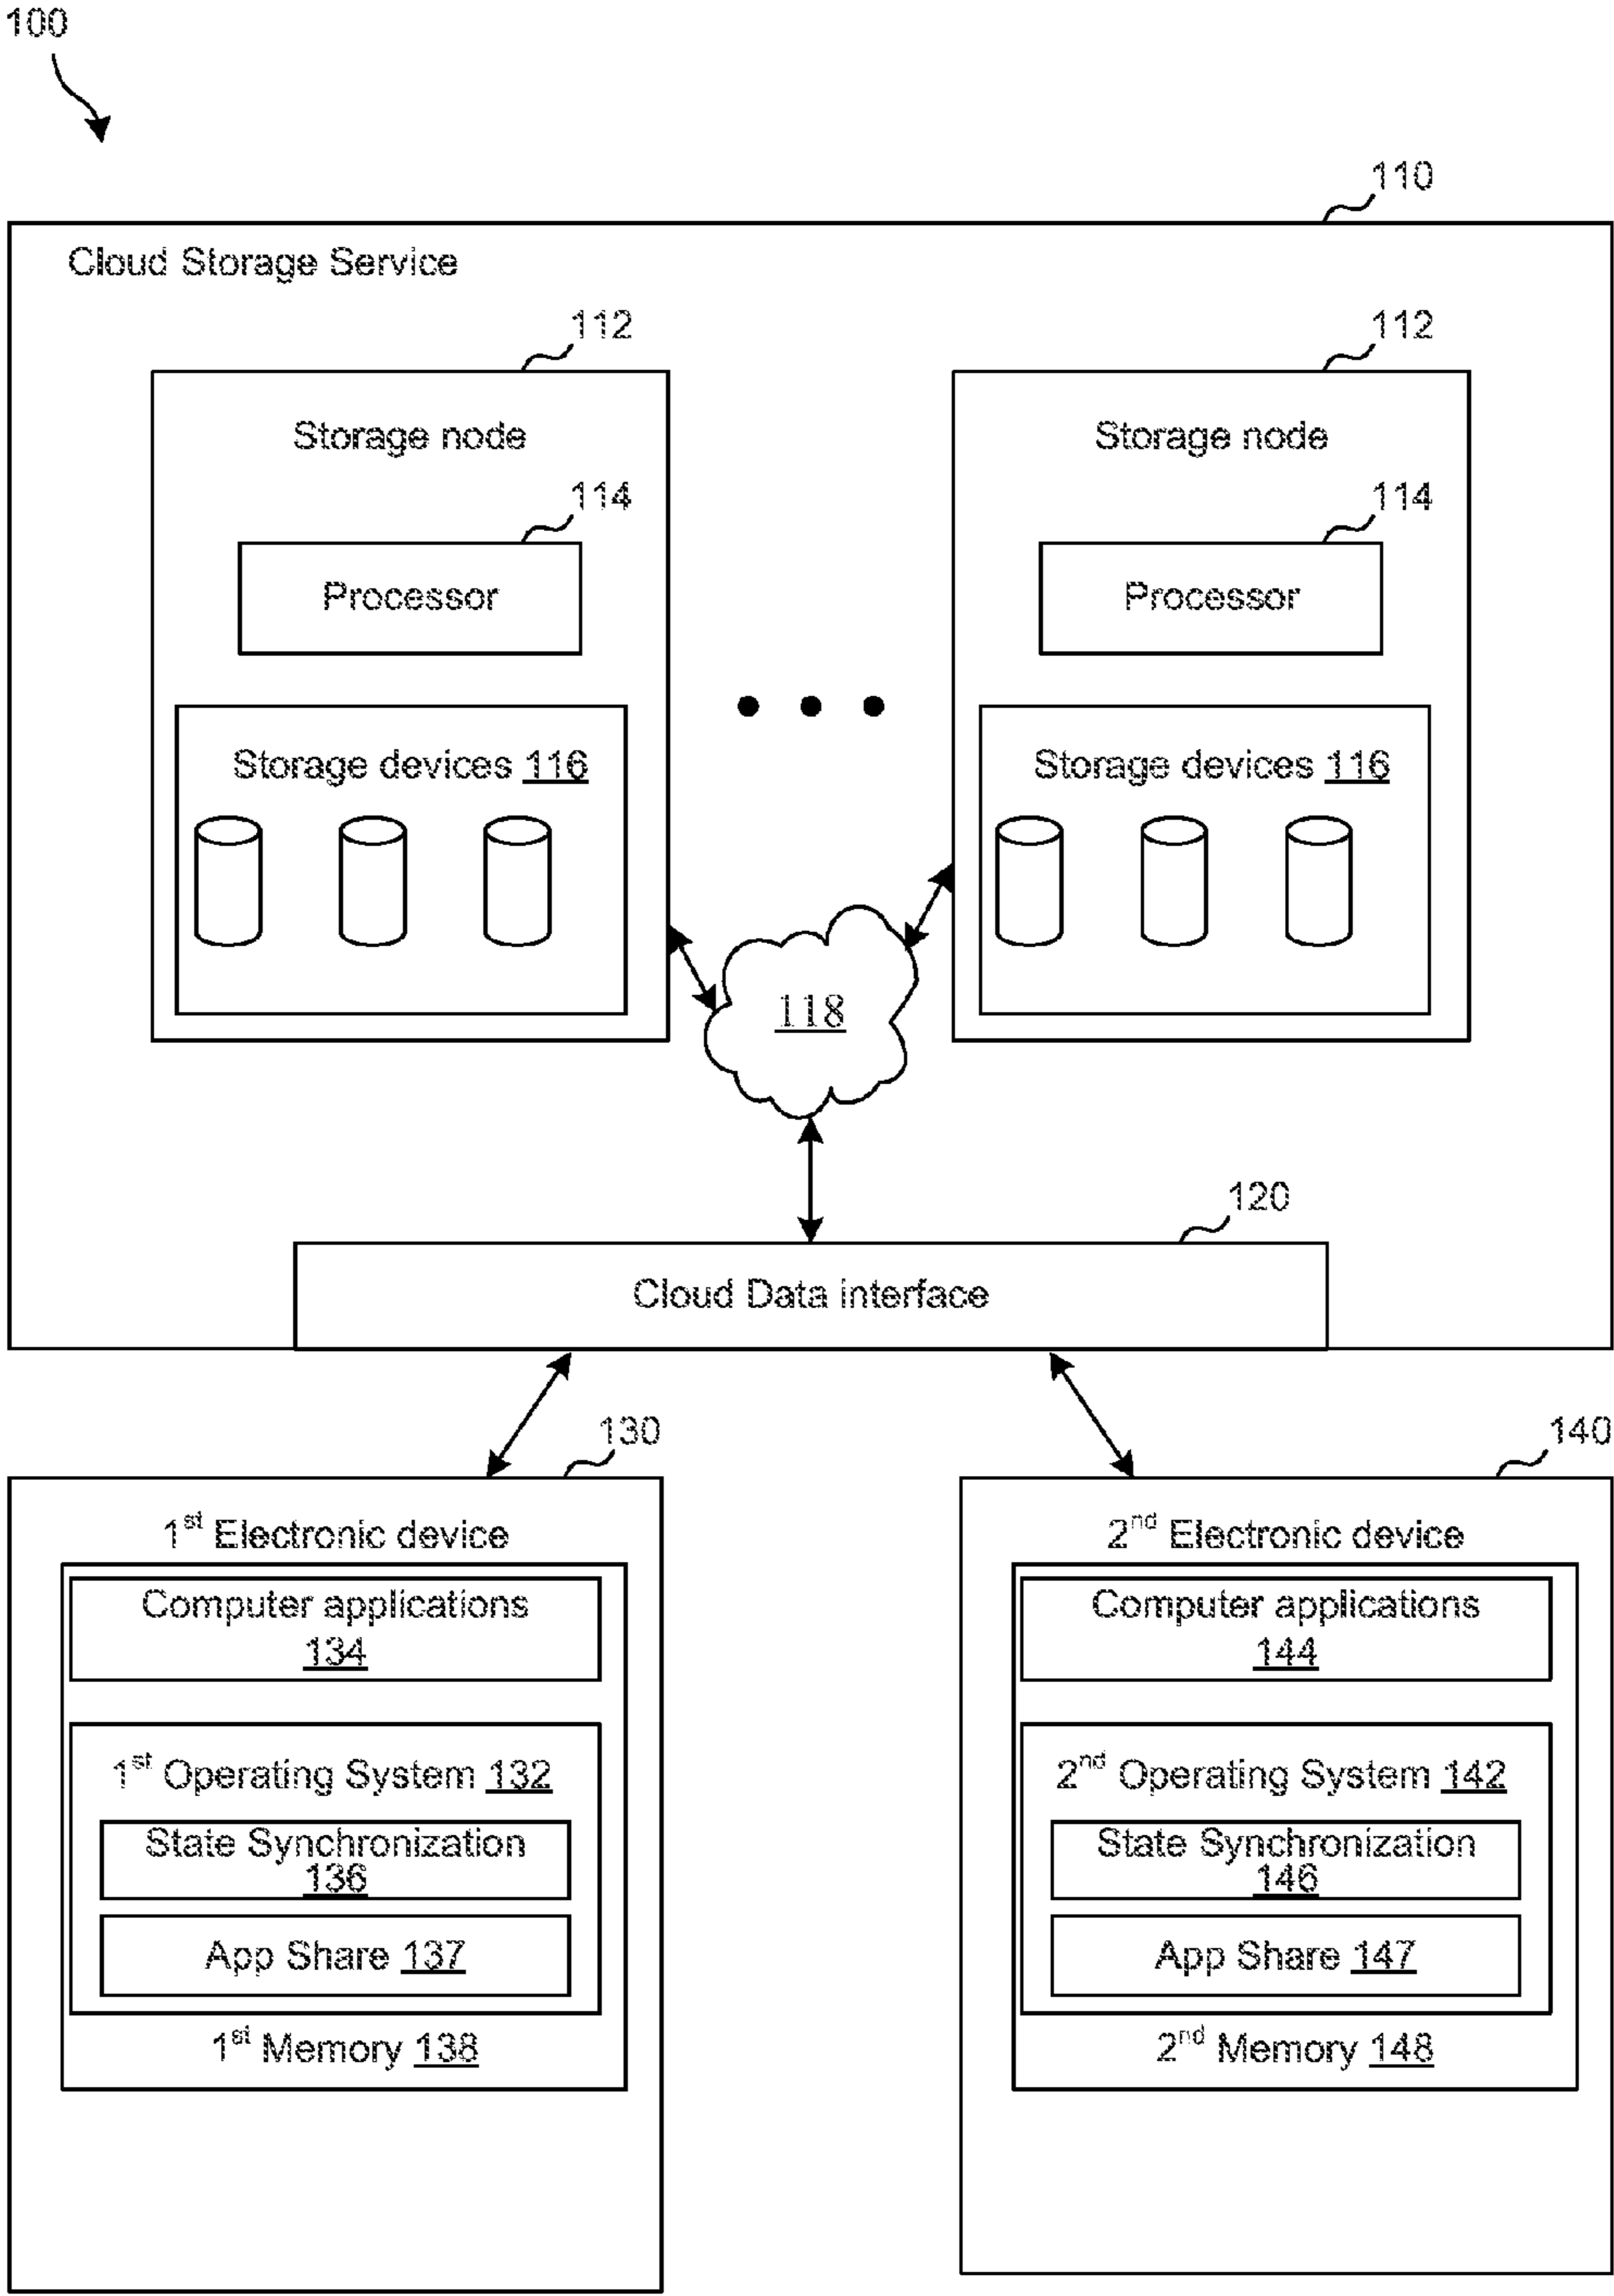 100
110
Cloud Storage Service
112
112
Storage node
Storage node
114
114
Processor
Processor
Storage devices 116
Storage devices 116
118
120
Cloud Data interface
130
140
1st Electronic device
2nd Electronic device
Computer applications
134
Computer applications
144
1st Operating System 132
2nd Operating System 142
State Synchronization
136
State Synchronization
146
App Share 137
App Share 147
1st Memory 138
2nd Memory 148